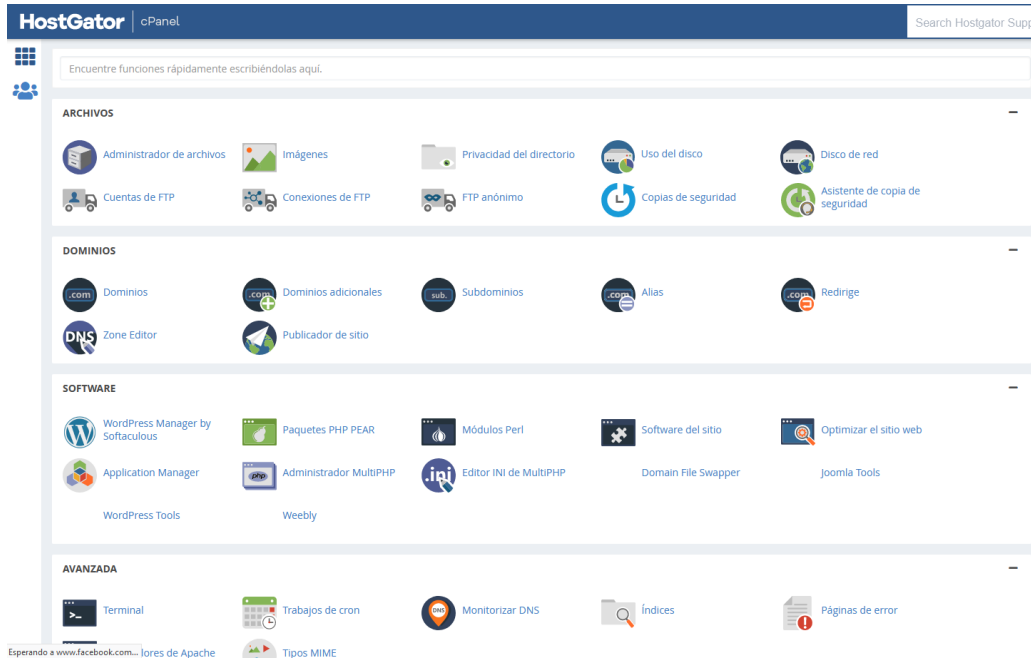 HostGator cPanel
Search Hostgator Supp
Encuentre funciones rápidamente escribiéndolas aquí.
ARCHIVOS
Administrador de archivos
Imágenes
Privacidad del directorio
Uso del disco
Disco de red
Cuentas de FTP
Conexiones de FTP
FTP anónimo
Copias de seguridad
Asistente de copia de
seguridad
DOMINIOS
.com
Dominios
.com
Dominios adicionales
sub.
Subdominios
.com
Alias
.com
Redirige
DNS
Zone Editor
Publicador de sitio
SOFTWARE
WordPress Manager by
Softaculous
Paquetes PHP PEAR
Módulos Perl
Software del sitio
Optimizar el sitio web
Application Manager
php
Administrador MultiPHP
.ini
Editor INI de MultiPHP
Domain File Swapper
Joomla Tools
WordPress Tools
Weebly
AVANZADA
Terminal
Trabajos de cron
DNS
Monitorizar DNS
Índices
Páginas de error
Esperando a www.facebook.com...
lores de Apache
Tipos MIME